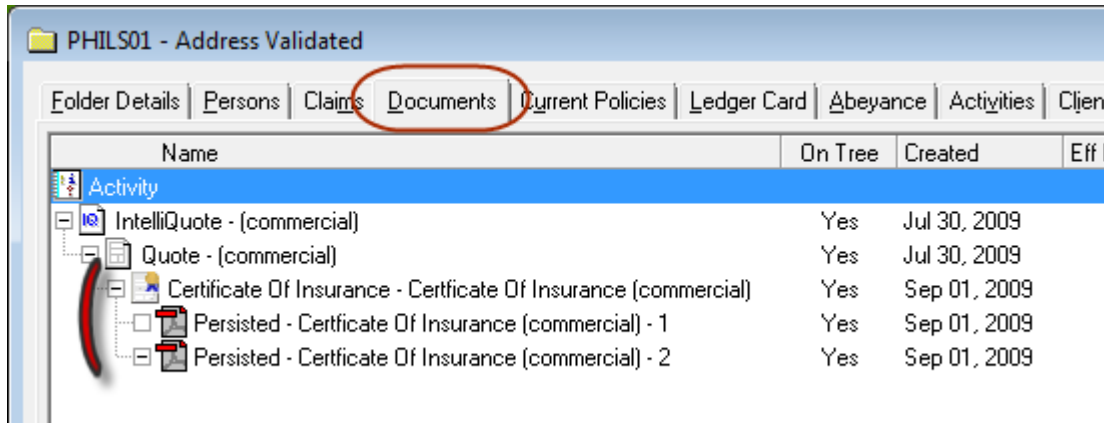 PHILS01 - Address Validated
Folder Details Persons Claims Documents Current Policies Ledger Card Abeyance Activities Clien
Name On Tree Created Eff
Activity
IQ IntelliQuote - (commercial) Yes Jul 30, 2009
Quote - (commercial) Yes Jul 30, 2009
Certificate Of Insurance - Certficate Of Insurance (commercial) Yes Sep 01, 2009
Persisted - Certficate Of Insurance (commercial) - 1 Yes Sep 01, 2009
Persisted - Certficate Of Insurance (commercial) - 2 Yes Sep 01, 2009